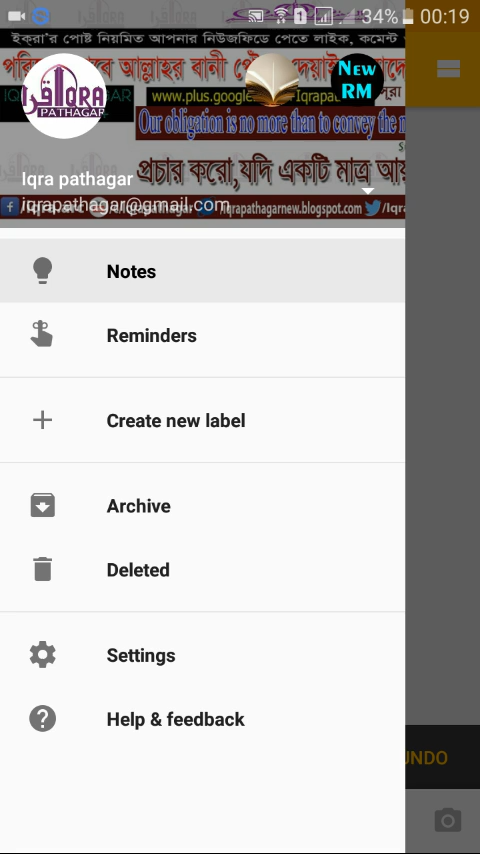 34% 00:19
ইক্‌রা'র পোষ্ট নিয়মিত আপনার নিউজফিডে পেতে লাইক, কমেন্ট
IQRA
PATHAGAR
New
RM
www.plus.google
Our obligation is no more than to convey the m
প্রচার করো,যদি একটি মাত্র আয়
Iqra pathagar
iqrapathagar@gmail.com
iqrapathagarnew.blogspot.com
Notes
Reminders
Create new label
Archive
Deleted
Settings
Help & feedback
UNDO